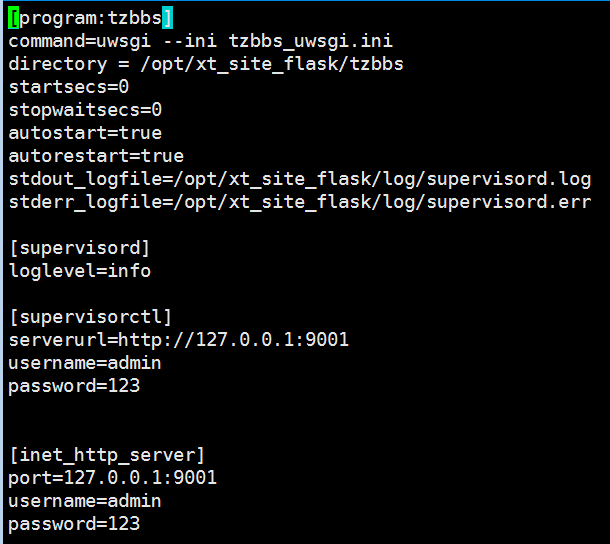 [program:tzbbs]
command=uwsgi --ini tzbbs_uwsgi.ini
directory = /opt/xt_site_flask/tzbbs
startsecs=0
stopwaitsecs=0
autostart=true
autorestart=true
stdout_logfile=/opt/xt_site_flask/log/supervisord.log
stderr_logfile=/opt/xt_site_flask/log/supervisord.err
[supervisord]
loglevel=info
[supervisorctl]
serverurl=http://127.0.0.1:9001
username=admin
password=123
[inet_http_server]
port=127.0.0.1:9001
username=admin
password=123